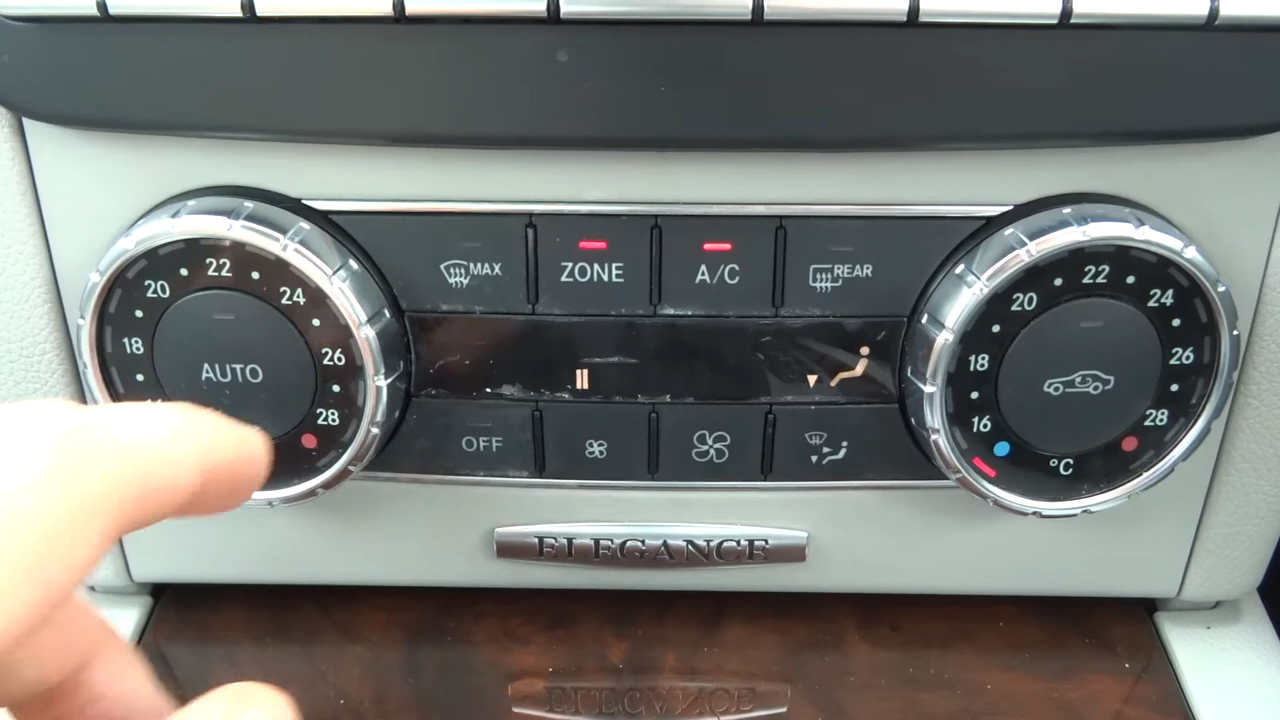 MAX
ZONE
A/C
REAR
18 20 22 24 26 28
AUTO
16 18 20 22 24 26 28
°C
OFF
ELEGANCE